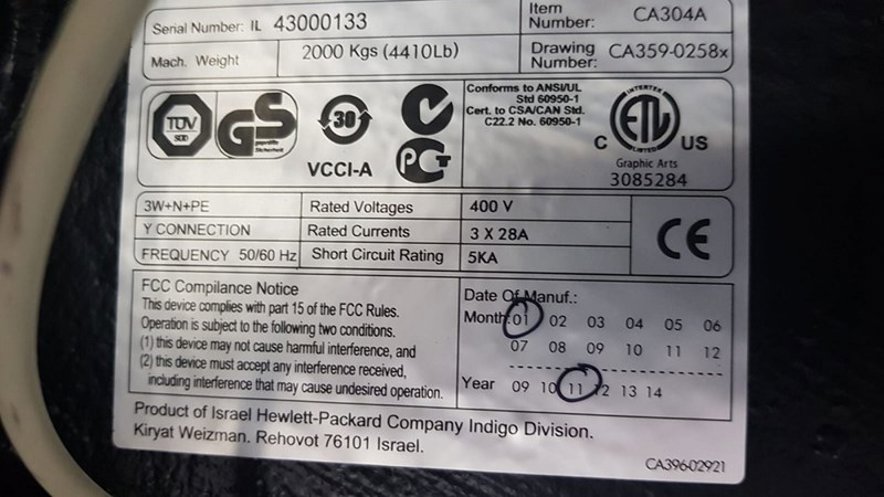 Serial Number: IL 43000133
Item Number: CA304A
Mach. Weight 2000 Kgs (4410Lb)
Drawing Number: CA359-0258x
TÜV
SÜD
GS
geprüfte Sicherheit
30
VCCI-A
PCT
Conforms to ANSI/UL
Std 60950-1
Cert. to CSA/CAN Std.
C22.2 No. 60950-1
INTERTEK
C ETL US
LISTED
Graphic Arts
3085284
3W+N+PE Rated Voltages 400 V
Y CONNECTION Rated Currents 3 X 28A
FREQUENCY 50/60 Hz Short Circuit Rating 5KA
CE
FCC Compilance Notice
This device complies with part 15 of the FCC Rules.
Operation is subject to the following two conditions.
(1) this device may not cause harmful interference, and
(2) this device must accept any interference received,
including interference that may cause undesired operation.
Date Of Manuf.:
Month: 01 02 03 04 05 06
07 08 09 10 11 12
Year 09 10 11 12 13 14
Product of Israel Hewlett-Packard Company Indigo Division.
Kiryat Weizman. Rehovot 76101 Israel.
CA396-02921